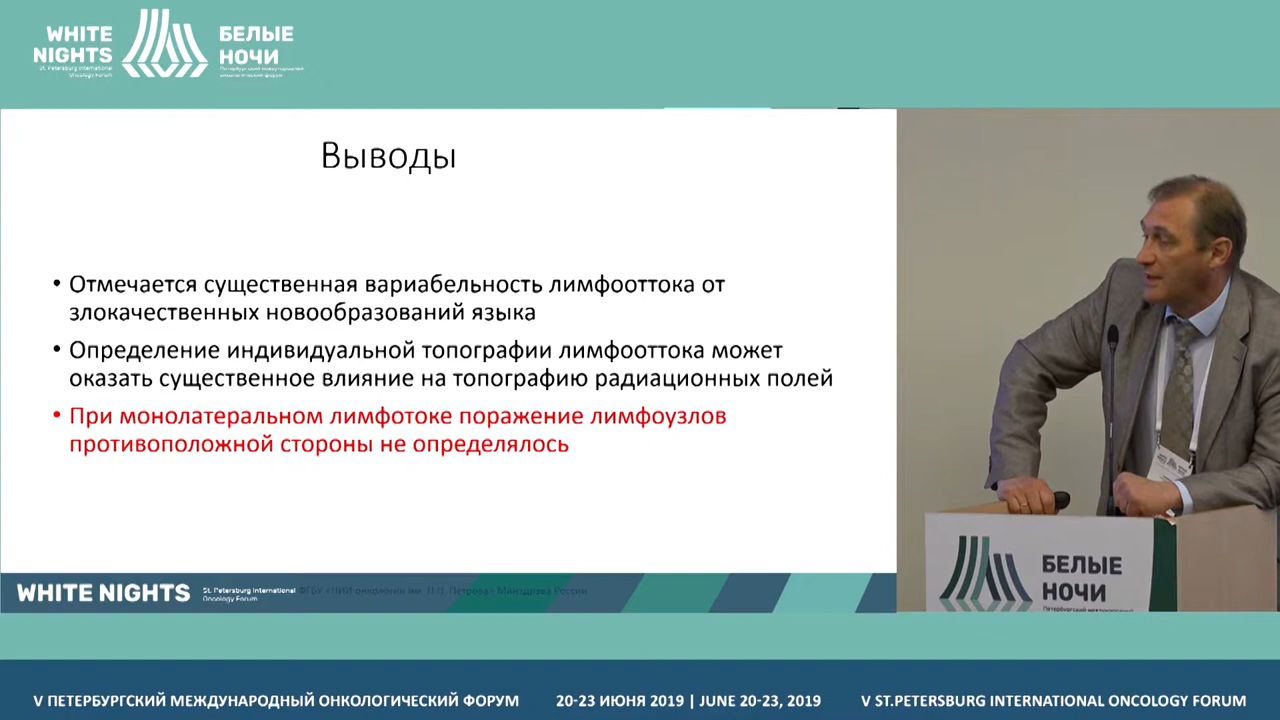 WHITE
NIGHTS
St. Petersburg International
Oncology Forum
БЕЛЫЕ
НОЧИ
Петербургский международный
онкологический форум
Выводы
• Отмечается существенная вариабельность лимфооттока от
злокачественных новообразований языка
• Определение индивидуальной топографии лимфооттока может
оказать существенное влияние на топографию радиационных полей
• При монолатеральном лимфотоке поражение лимфоузлов
противоположной стороны не определялось
WHITE NIGHTS
St. Petersburg International
Oncology Forum
ФГБУ «НИИ онкологии им. Н.Н. Петрова» Минздрава России
БЕЛЫЕ
НОЧИ
Петербургский международный
V ПЕТЕРБУРГСКИЙ МЕЖДУНАРОДНЫЙ ОНКОЛОГИЧЕСКИЙ ФОРУМ
20-23 ИЮНЯ 2019 | JUNE 20-23, 2019
V ST.PETERSBURG INTERNATIONAL ONCOLOGY FORUM